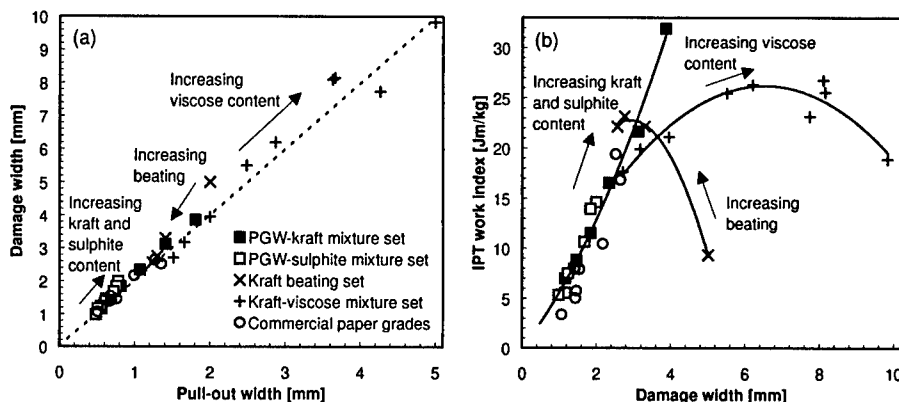 (a)
Damage width [mm]
10
9
8
7
6
5
4
3
2
1
0
Increasing
viscose content
Increasing
beating
Increasing
kraft and
sulphite
content
■ PGW-kraft mixture set
□ PGW-sulphite mixture set
× Kraft beating set
+ Kraft-viscose mixture set
○ Commercial paper grades
0 1 2 3 4 5
Pull-out width [mm]
(b)
IPT work index [Jm/kg]
30
25
20
15
10
5
0
Increasing viscose
content
Increasing kraft
and sulphite
content
Increasing
beating
0 2 4 6 8 10
Damage width [mm]